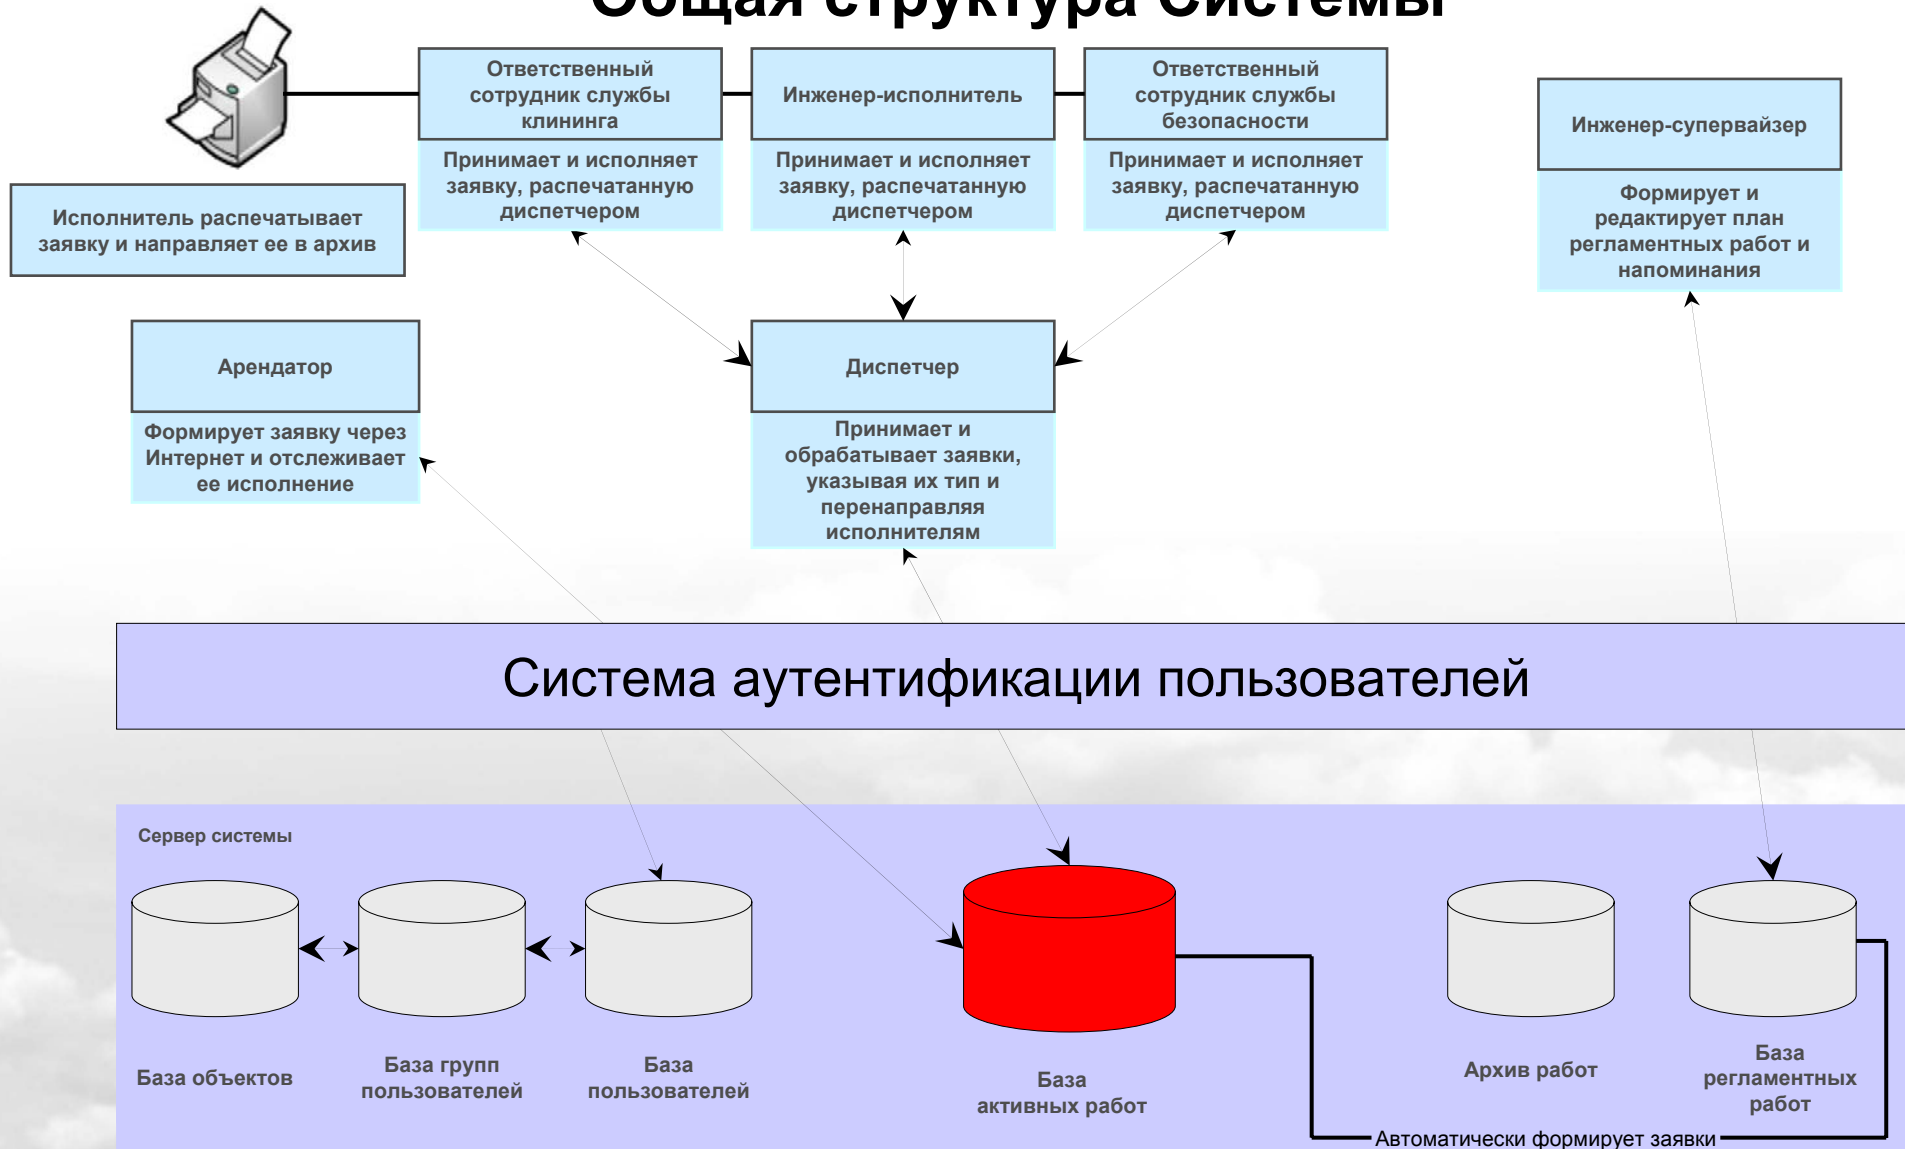 Общая структура Системы
Ответственный
сотрудник службы
клининга
Инженер-исполнитель
Ответственный
сотрудник службы
безопасности
Инженер-супервайзер
Принимает и исполняет
заявку, распечатанную
диспетчером
Принимает и исполняет
заявку, распечатанную
диспетчером
Принимает и исполняет
заявку, распечатанную
диспетчером
Формирует и
редактирует план
регламентных работ и
напоминания
Исполнитель распечатывает
заявку и направляет ее в архив
Арендатор
Формирует заявку через
Интернет и отслеживает
ее исполнение
Диспетчер
Принимает и
обрабатывает заявки,
указывая их тип и
перенаправляя
исполнителям
Система аутентификации пользователей
Сервер системы
База объектов
База групп
пользователей
База
пользователей
База
активных работ
Архив работ
База
регламентных
работ
Автоматически формирует заявки